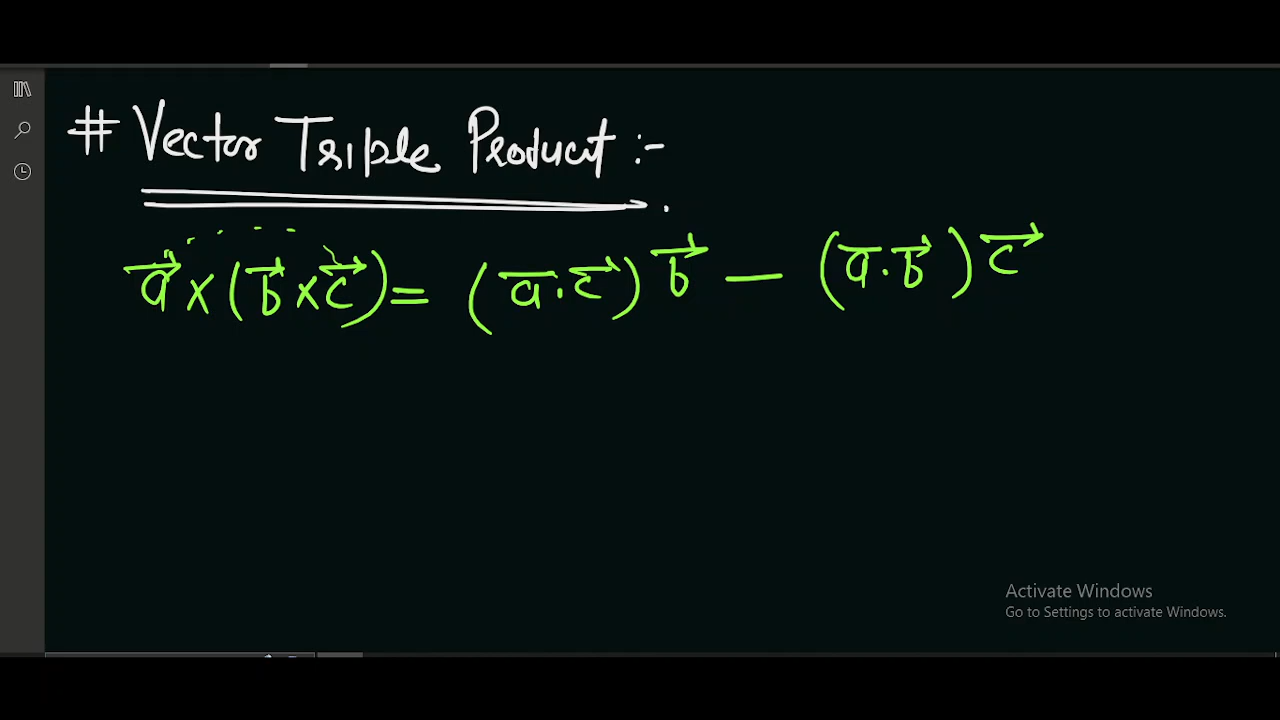 # Vector Triple Product :-
a⃗ × (b⃗ × c⃗) = (a⃗ . c⃗) b⃗ — (a⃗ . b⃗) c⃗
Activate Windows
Go to Settings to activate Windows.